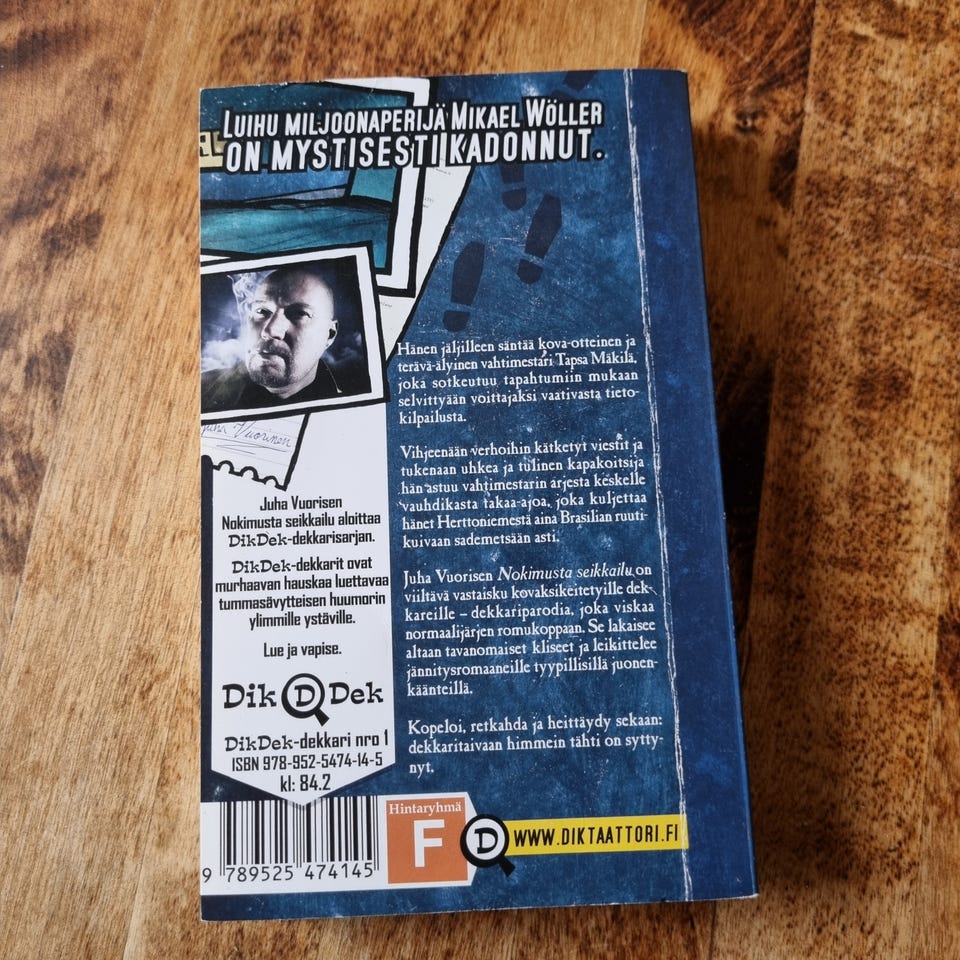 LUIHU MILJOONAPERIJÄ MIKAEL WÖLLER
ON MYSTISESTI KADONNUT.
Juha Vuorinen
Hänen jäljilleen säntää kova-otteinen ja
terävä-älyinen vahtimestari Tapsa Mäkilä,
joka sotkeutuu tapahtumiin mukaan
selvittyään voittajaksi vaativasta tieto-
kilpailusta.
Vihjeenään verhoihin kätketyt viestit ja
tukenaan uhkea ja tulinen kapakoitsija
hän astuu vahtimestarin arjesta keskelle
vauhdikasta takaa-ajoa, joka kuljettaa
hänet Herttoniemestä aina Brasilian ruuti-
kuivaan sademetsään asti.
Juha Vuorisen Nokimusta seikkailu on
viiltävä vastaisku kovaksikeitetyille dek-
kareille – dekkariparodia, joka viskaa
normaalijärjen romukoppaan. Se lakaisee
altaan tavanomaiset kliseet ja leikittelee
jännitysromaaneille tyypillisillä juonen-
käänteillä.
Kopeloi, retkahda ja heittäydy sekaan:
dekkaritaivaan himmein tähti on sytty-
nyt.
Juha Vuorisen
Nokimusta seikkailu aloittaa
DikDek-dekkarisarjan.
DikDek-dekkarit ovat
murhaavan hauskaa luettavaa
tummasävytteisen huumorin
ylimmille ystäville.
Lue ja vapise.
Dik D Dek
DikDek-dekkari nro 1
ISBN 978-952-5474-14-5
kl: 84.2
9 789525 474145
Hintaryhmä
F
D WWW.DIKTAATTORI.FI